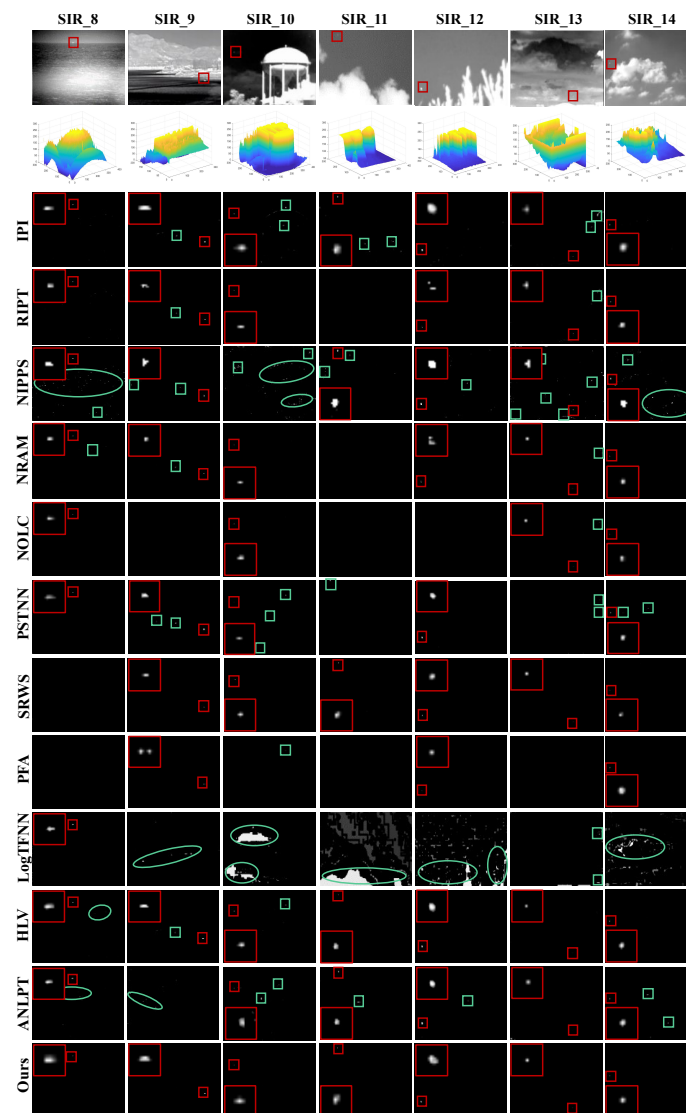 SIR_8 SIR_9 SIR_10 SIR_11 SIR_12 SIR_13 SIR_14
IPI
RIPT
NIPPS
NRAM
NOLC
PSTNN
SRWS
PFA
LogTFNN
HLV
ANLPT
Ours